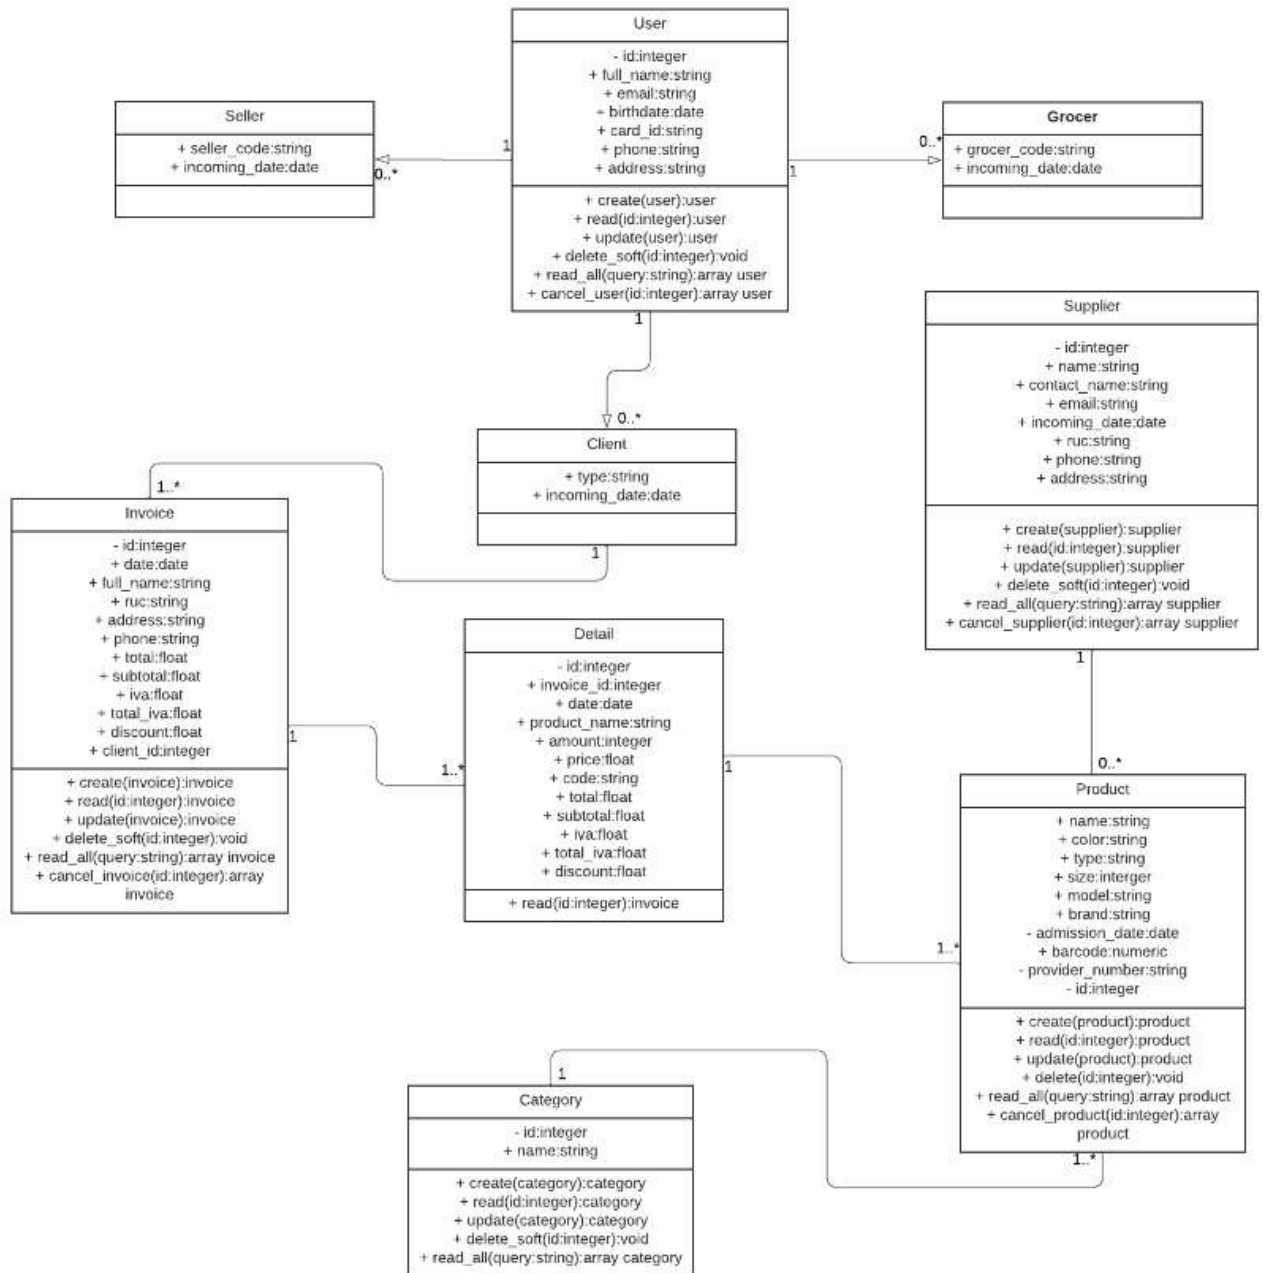 User
- id:integer
+ full_name:string
+ email:string
+ birthdate:date
+ card_id:string
+ phone:string
+ address:string
+ create(user):user
+ read(id:integer):user
+ update(user):user
+ delete_soft(id:integer):void
+ read_all(query:string):array user
+ cancel_user(id:integer):array user
1
1
1
Seller
+ seller_code:string
+ incoming_date:date
0..*
Grocer
+ grocer_code:string
+ incoming_date:date
0..*
Supplier
- id:integer
+ name:string
+ contact_name:string
+ email:string
+ incoming_date:date
+ ruc:string
+ phone:string
+ address:string
+ create(supplier):supplier
+ read(id:integer):supplier
+ update(supplier):supplier
+ delete_soft(id:integer):void
+ read_all(query:string):array supplier
+ cancel_supplier(id:integer):array supplier
1
0..*
Client
+ type:string
+ incoming_date:date
1
1..*
Invoice
- id:integer
+ date:date
+ full_name:string
+ ruc:string
+ address:string
+ phone:string
+ total:float
+ subtotal:float
+ iva:float
+ total_iva:float
+ discount:float
+ client_id:integer
+ create(invoice):invoice
+ read(id:integer):invoice
+ update(invoice):invoice
+ delete_soft(id:integer):void
+ read_all(query:string):array invoice
+ cancel_invoice(id:integer):array
invoice
1
1..*
Detail
- id:integer
+ invoice_id:integer
+ date:date
+ product_name:string
+ amount:integer
+ price:float
+ code:string
+ total:float
+ subtotal:float
+ iva:float
+ total_iva:float
+ discount:float
+ read(id:integer):invoice
1
0..*
Product
+ name:string
+ color:string
+ type:string
+ size:interger
+ model:string
+ brand:string
- admission_date:date
+ barcode:numeric
- provider_number:string
- id:integer
+ create(product):product
+ read(id:integer):product
+ update(product):product
+ delete(id:integer):void
+ read_all(query:string):array product
+ cancel_product(id:integer):array
product
1..*
1..*
1
Category
- id:integer
+ name:string
+ create(category):category
+ read(id:integer):category
+ update(category):category
+ delete_soft(id:integer):void
+ read_all(query:string):array category